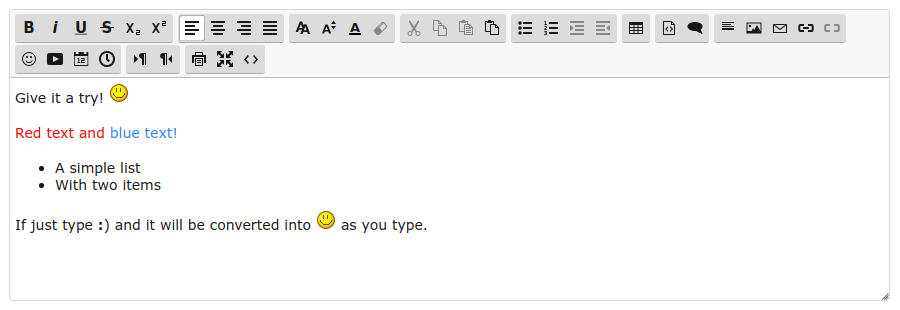 B i U S X₂ X² A A A
Give it a try!
Red text and blue text!
A simple list
With two items
If just type :) and it will be converted into as you type.